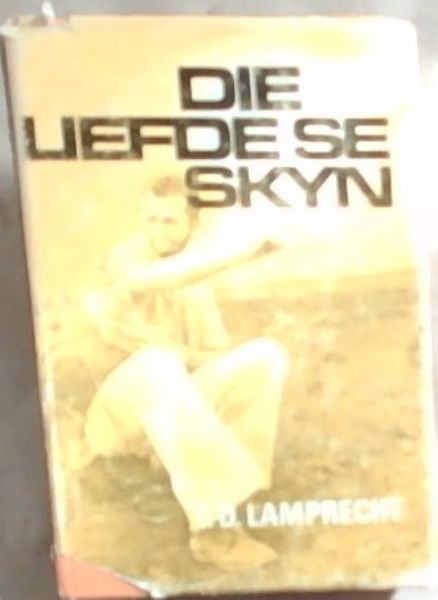 DIE
LIEFDE SE
SKYN
D. LAMPRECHT